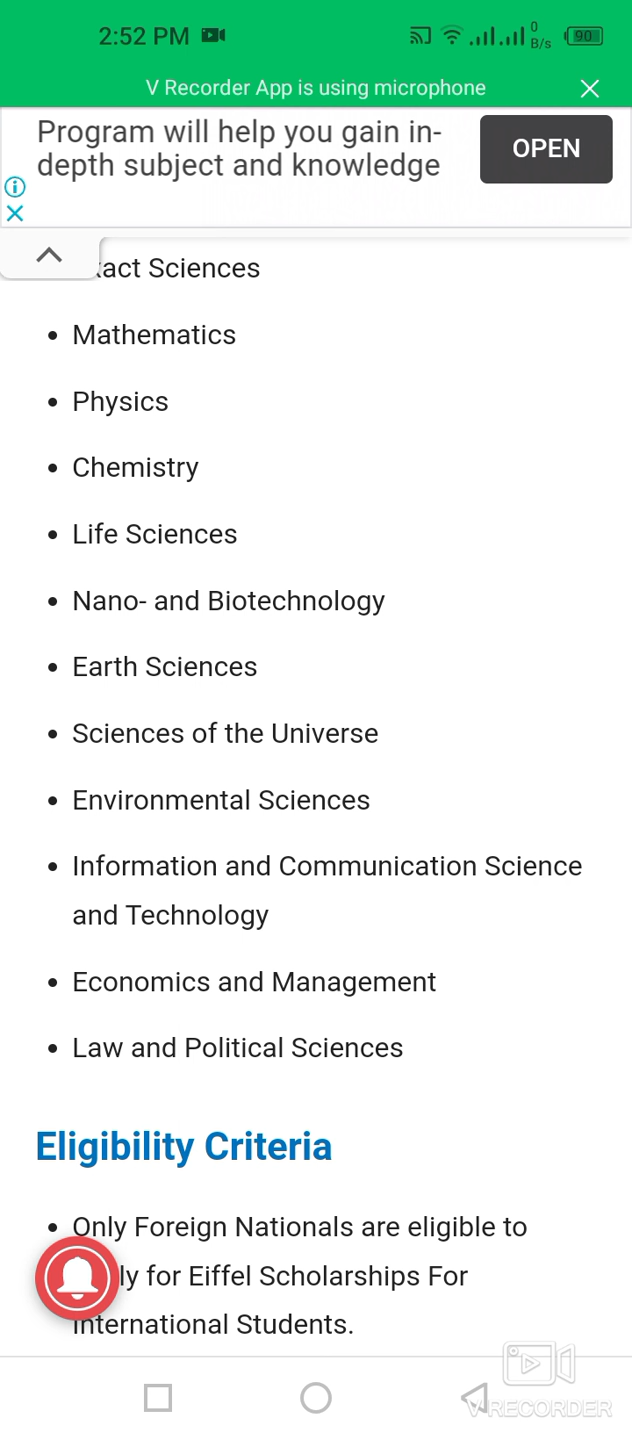 2:52 PM 0 B/s 90
V Recorder App is using microphone
Program will help you gain in-
depth subject and knowledge
OPEN
Sciences
• Mathematics
• Physics
• Chemistry
• Life Sciences
• Nano- and Biotechnology
• Earth Sciences
• Sciences of the Universe
• Environmental Sciences
• Information and Communication Science
and Technology
• Economics and Management
• Law and Political Sciences
Eligibility Criteria
• Only Foreign Nationals are eligible to
for Eiffel Scholarships For
International Students.
V RECORDER